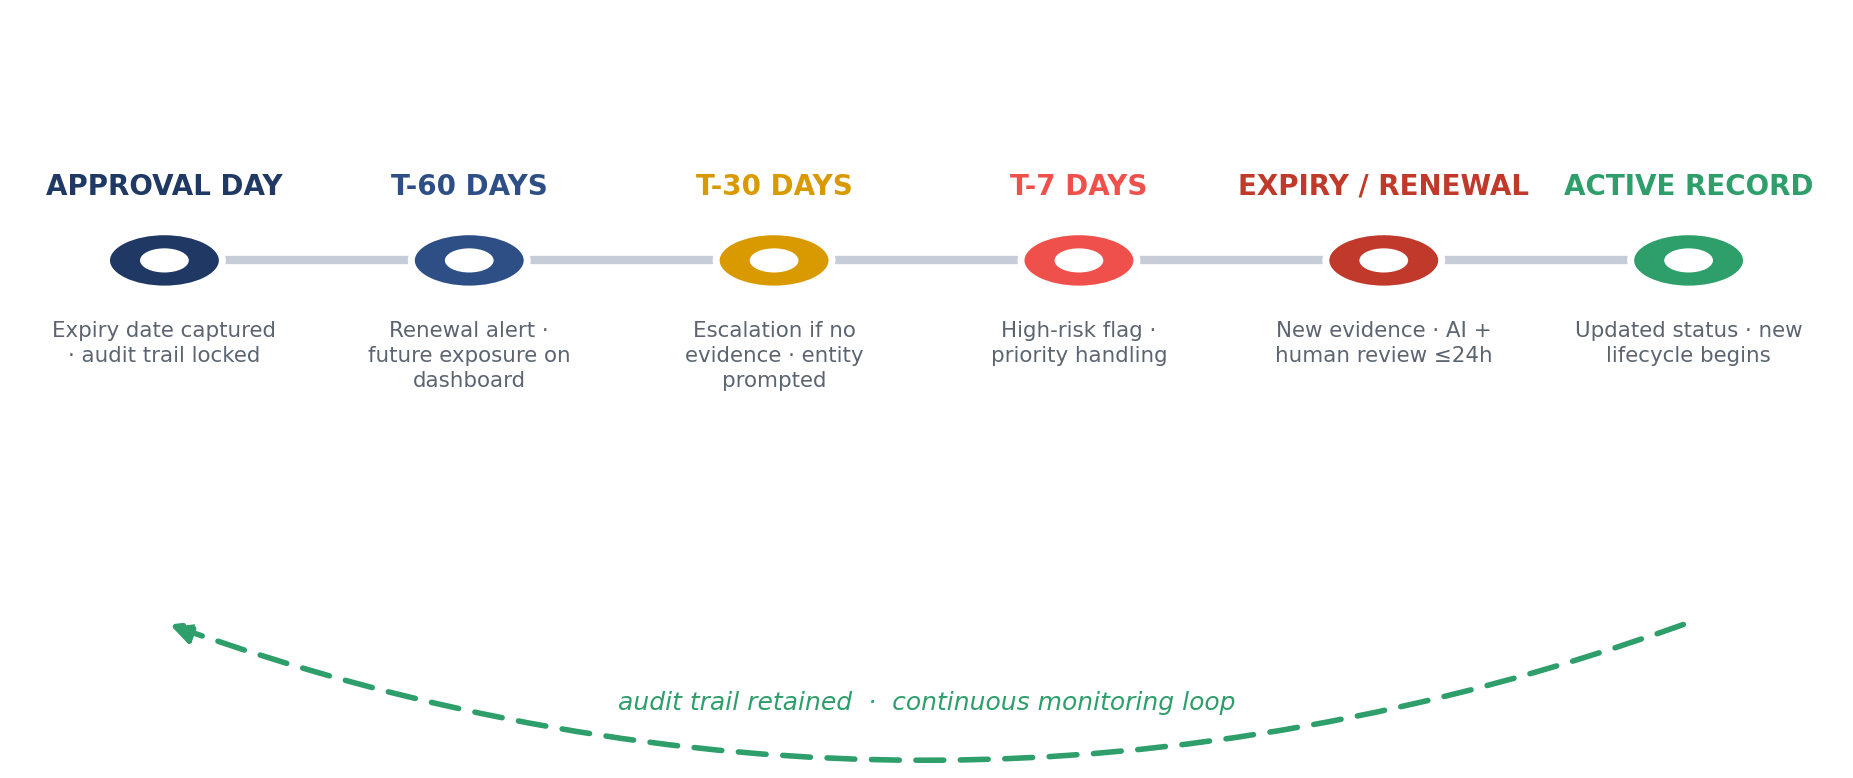 APPROVAL DAY
T-60 DAYS
T-30 DAYS
T-7 DAYS
EXPIRY / RENEWAL
ACTIVE RECORD
Expiry date captured
· audit trail locked
Renewal alert ·
future exposure on
dashboard
Escalation if no
evidence · entity
prompted
High-risk flag ·
priority handling
New evidence · AI +
human review ≤24h
Updated status · new
lifecycle begins
audit trail retained · continuous monitoring loop